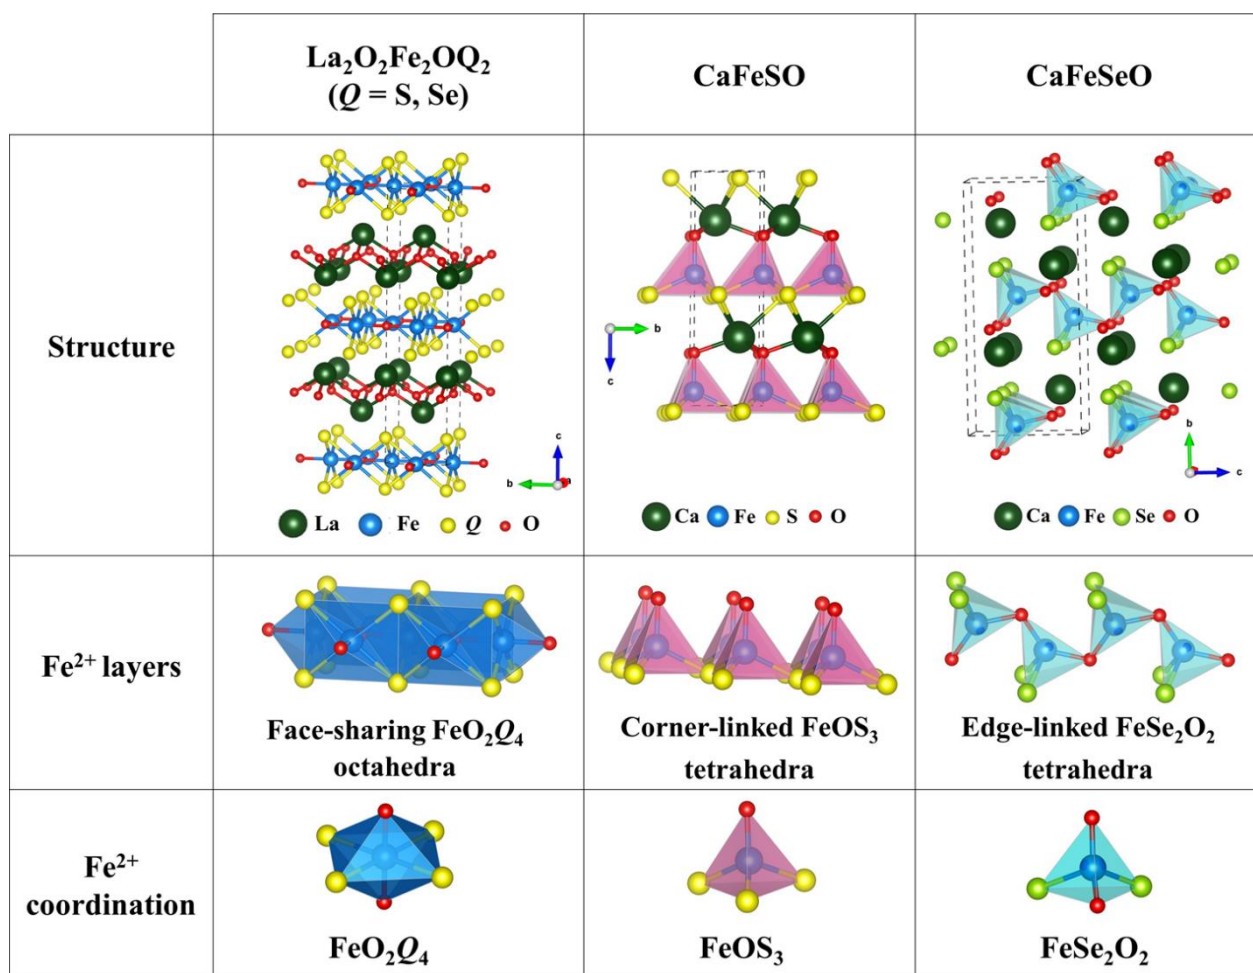 La₂O₂Fe₂OQ₂
(Q = S, Se)
CaFeSO
CaFeSeO
Structure
c
b
a
La Fe Q O
b
c
Ca Fe S O
b
c
Ca Fe Se O
Fe²⁺ layers
Face-sharing FeO₂Q₄
octahedra
Corner-linked FeOS₃
tetrahedra
Edge-linked FeSe₂O₂
tetrahedra
Fe²⁺
coordination
FeO₂Q₄
FeOS₃
FeSe₂O₂